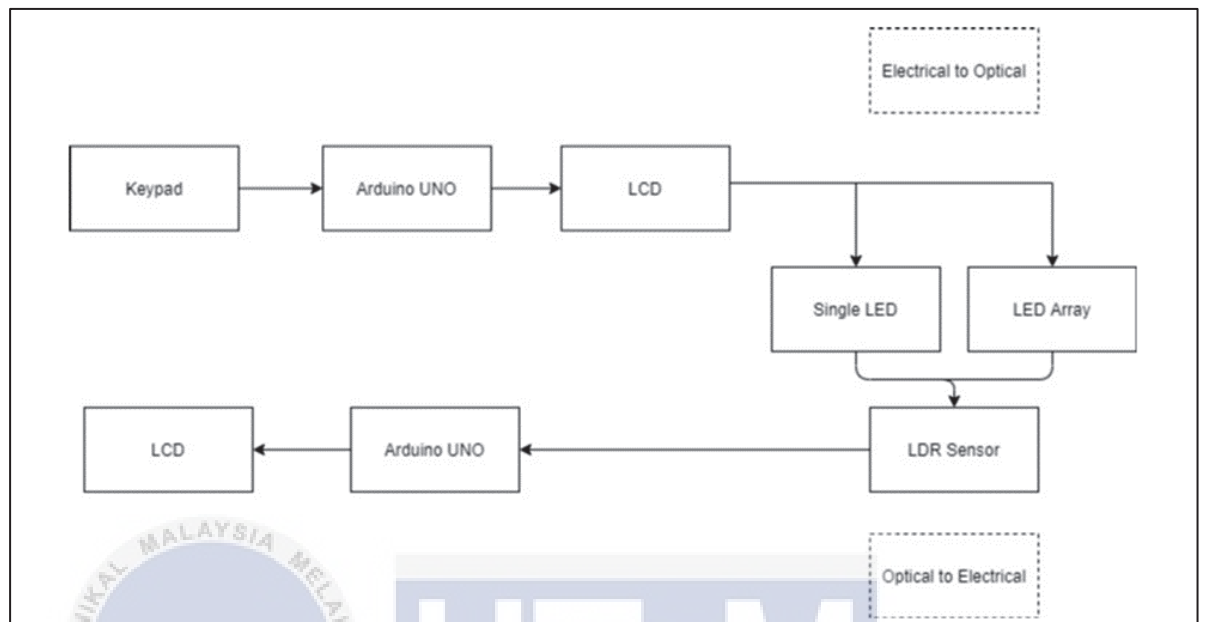 Electrical to Optical
Keypad
Arduino UNO
LCD
Single LED
LED Array
LCD
Arduino UNO
LDR Sensor
MALAYSIA
Optical to Electrical